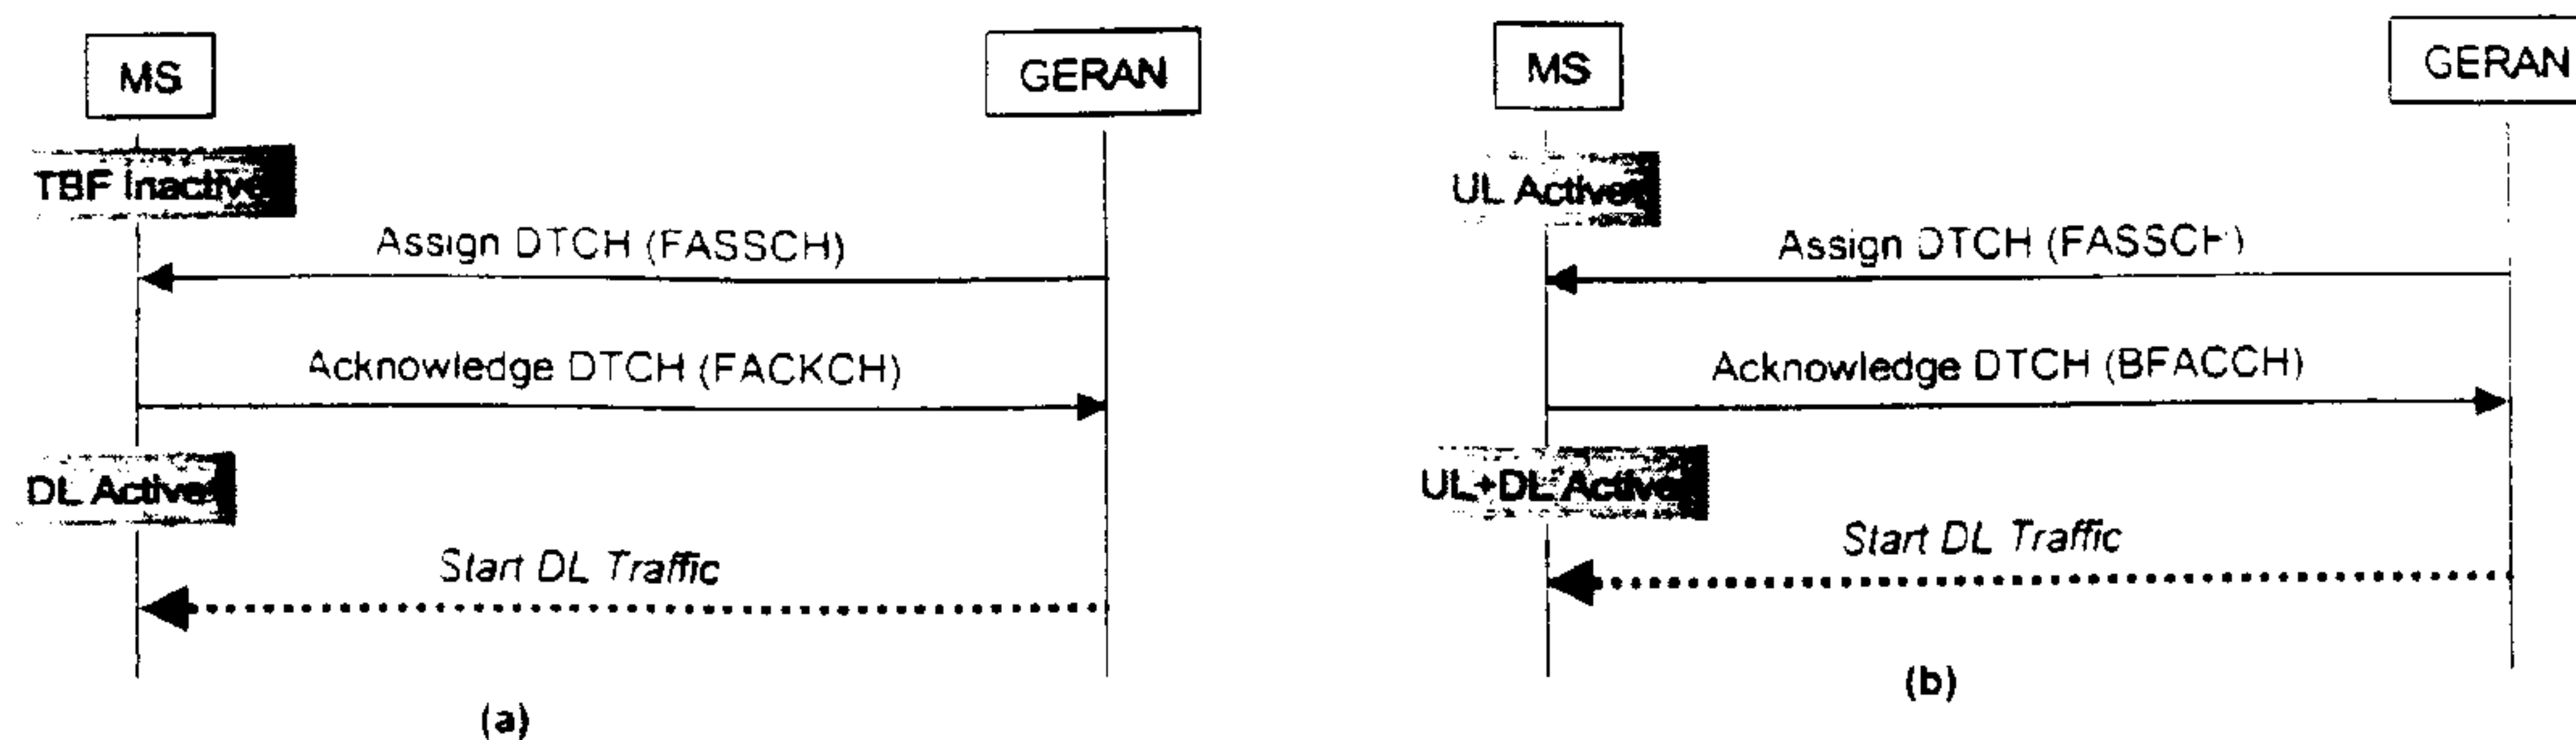 MS
GERAN
TBF Inactive
Assign DTCH (FASSCH)
Acknowledge DTCH (FACKCH)
DL Active
Start DL Traffic
(a)
MS
GERAN
UL Active
Assign DTCH (FASSCH)
Acknowledge DTCH (BFACCH)
UL+DL Active
Start DL Traffic
(b)